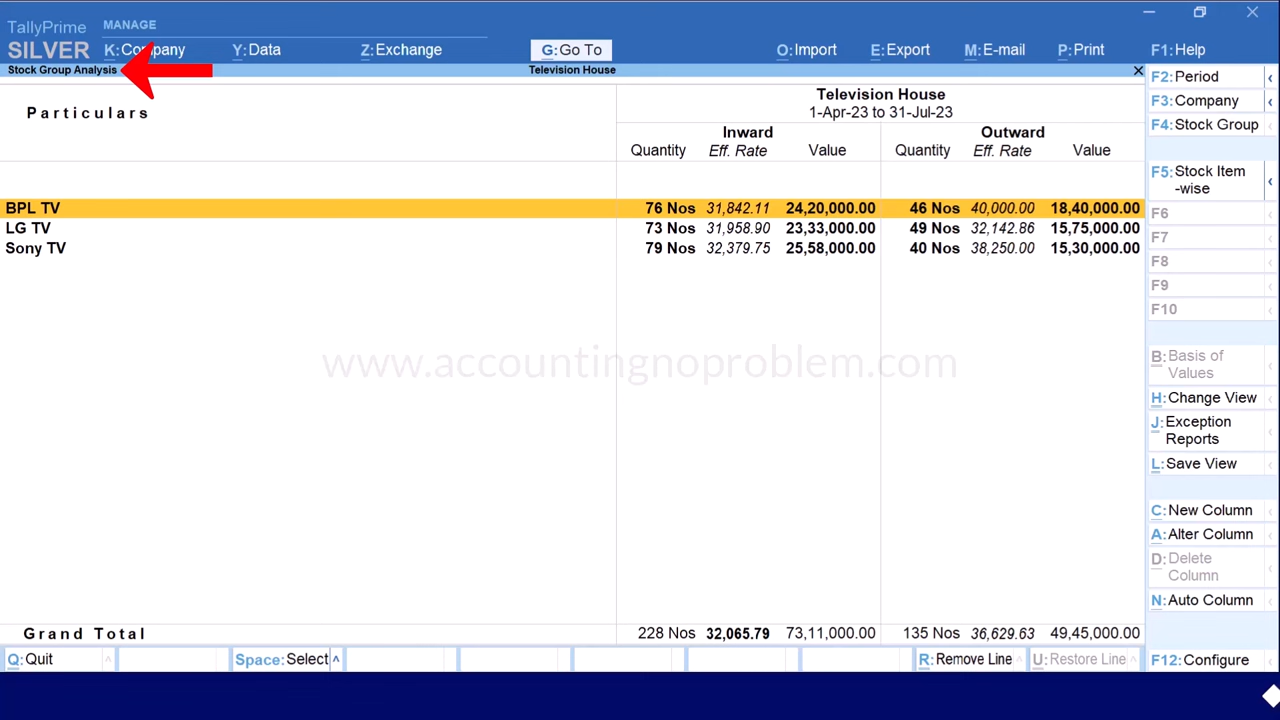 TallyPrime
MANAGE
SILVER
K:Company Y:Data Z:Exchange G:Go To O:Import E:Export M:E-mail P:Print F1:Help
Stock Group Analysis Television House
Particulars
Television House
1-Apr-23 to 31-Jul-23
Inward Outward
Quantity Eff. Rate Value Quantity Eff. Rate Value
BPL TV 76 Nos 31,842.11 24,20,000.00 46 Nos 40,000.00 18,40,000.00
LG TV 73 Nos 31,958.90 23,33,000.00 49 Nos 32,142.86 15,75,000.00
Sony TV 79 Nos 32,379.75 25,58,000.00 40 Nos 38,250.00 15,30,000.00
www.accountingnoproblem.com
Grand Total 228 Nos 32,065.79 73,11,000.00 135 Nos 36,629.63 49,45,000.00
F2:Period
F3:Company
F4:Stock Group
F5:Stock Item
-wise
F6
F7
F8
F9
F10
B:Basis of
Values
H:Change View
J:Exception
Reports
L:Save View
C:New Column
A:Alter Column
D:Delete
Column
N:Auto Column
Q:Quit Space:Select R:Remove Line U:Restore Line F12:Configure